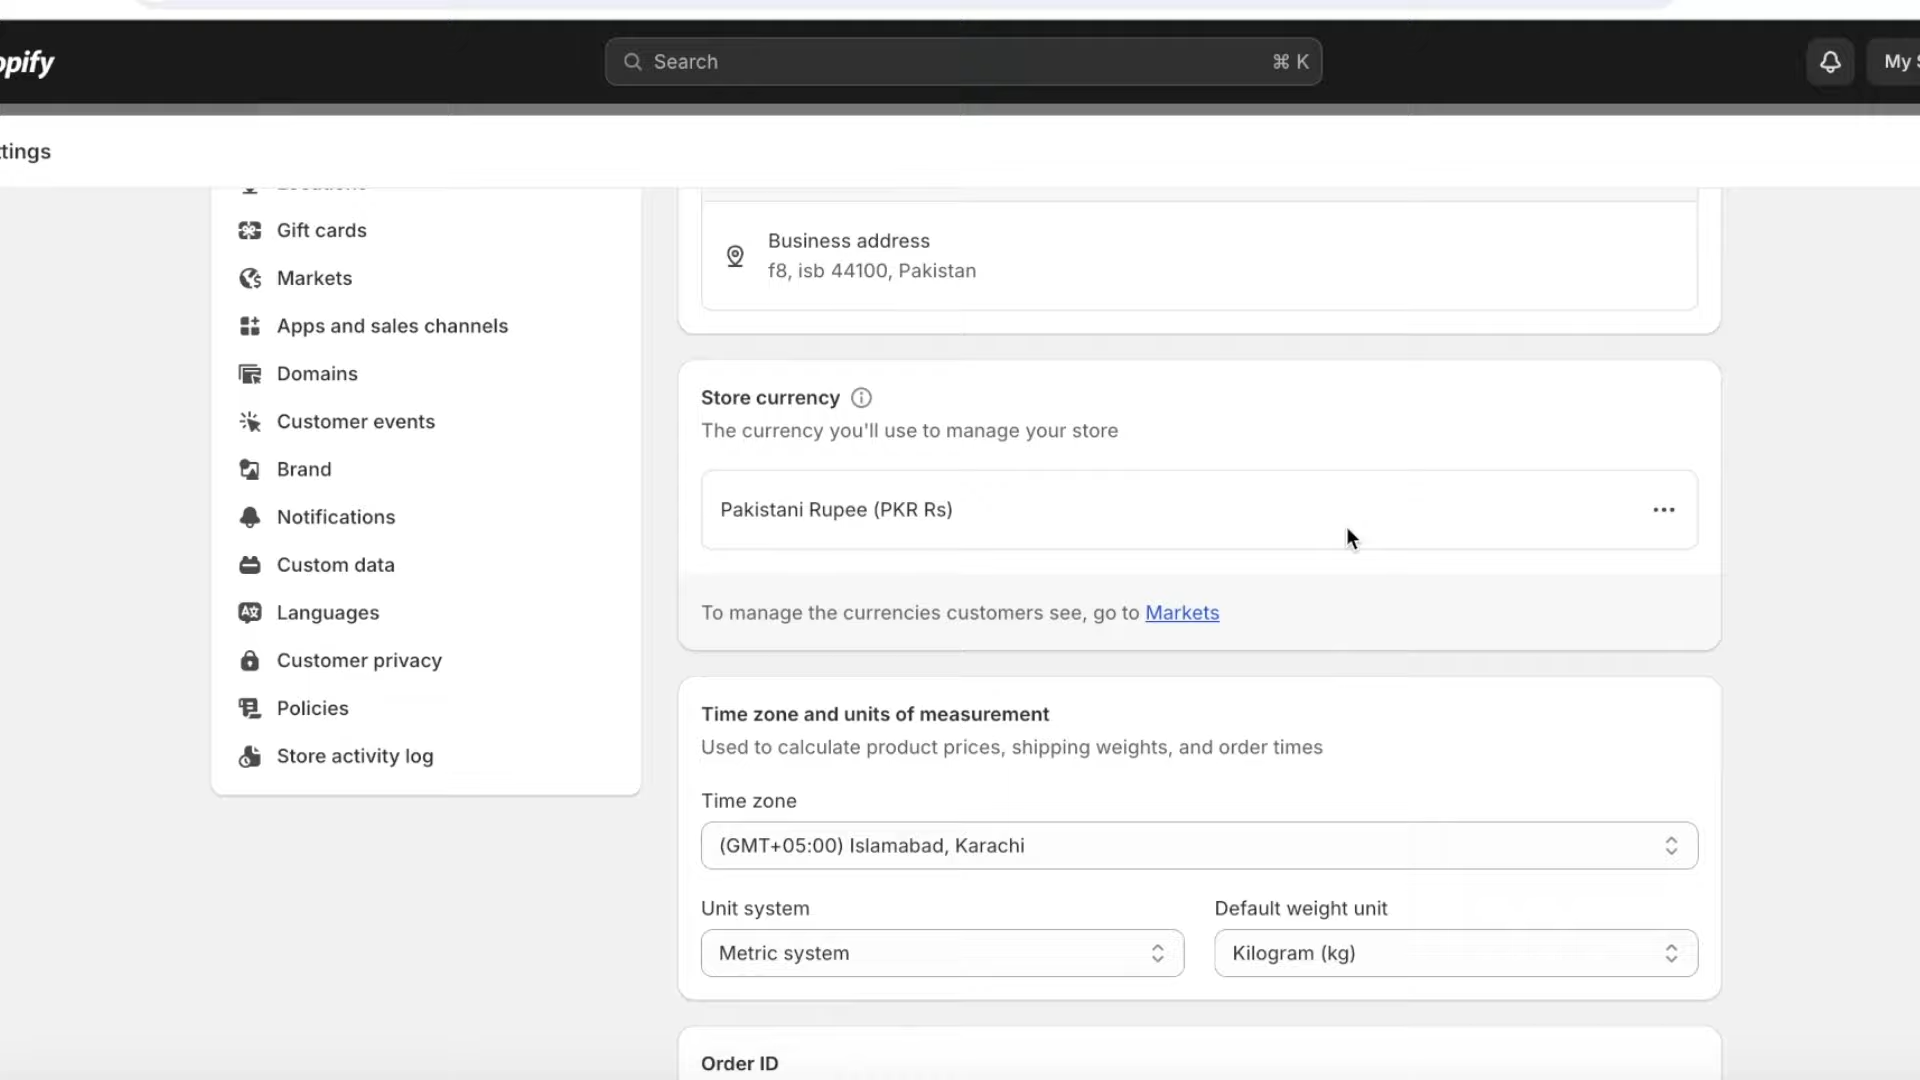 opify
Search
⌘ K
My S
tings
Gift cards
Markets
Apps and sales channels
Domains
Customer events
Brand
Notifications
Custom data
Languages
Customer privacy
Policies
Store activity log
Business address
f8, isb 44100, Pakistan
Store currency
The currency you'll use to manage your store
Pakistani Rupee (PKR Rs)
To manage the currencies customers see, go to Markets
Time zone and units of measurement
Used to calculate product prices, shipping weights, and order times
Time zone
(GMT+05:00) Islamabad, Karachi
Unit system
Default weight unit
Metric system
Kilogram (kg)
Order ID